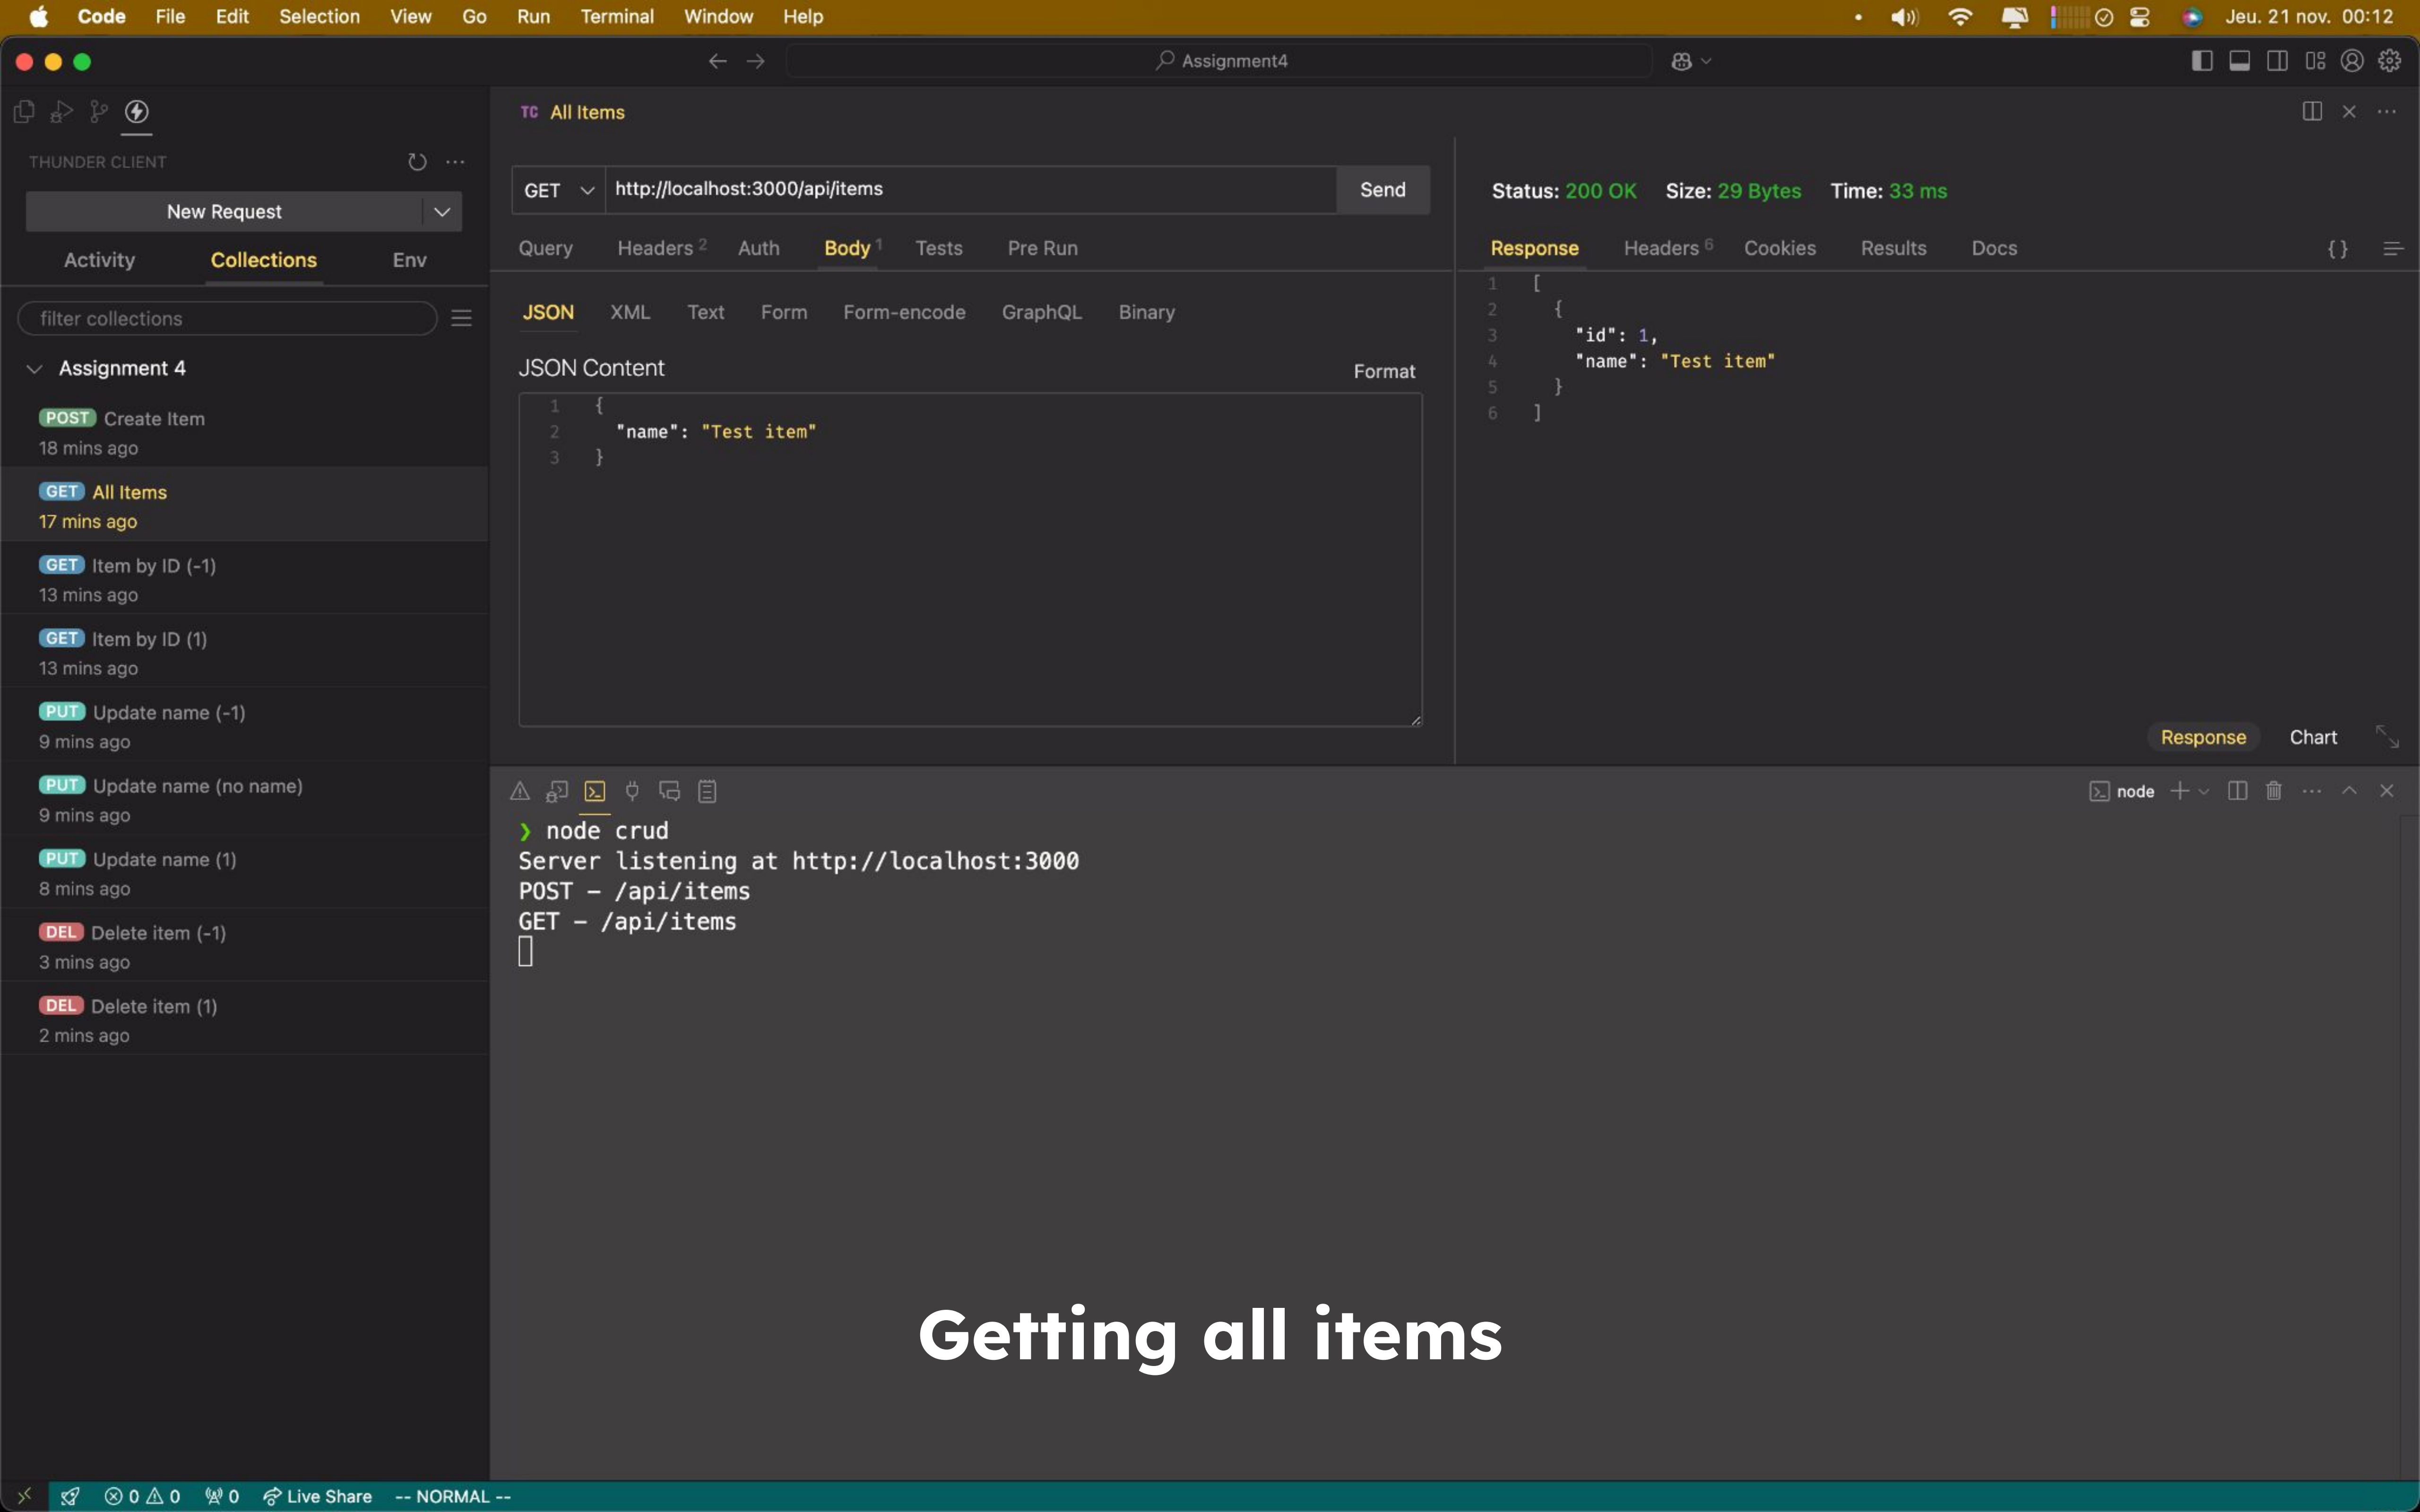 Code File Edit Selection View Go Run Terminal Window Help Jeu. 21 nov. 00:12
Assignment4
TC All Items
THUNDER CLIENT
New Request
Activity Collections Env
filter collections
Assignment 4
POST Create Item
18 mins ago
GET All Items
17 mins ago
GET Item by ID (-1)
13 mins ago
GET Item by ID (1)
13 mins ago
PUT Update name (-1)
9 mins ago
PUT Update name (no name)
9 mins ago
PUT Update name (1)
8 mins ago
DEL Delete item (-1)
3 mins ago
DEL Delete item (1)
2 mins ago
GET http://localhost:3000/api/items Send
Query Headers 2 Auth Body 1 Tests Pre Run
JSON XML Text Form Form-encode GraphQL Binary
JSON Content Format
1 {
2 "name": "Test item"
3 }
Status: 200 OK Size: 29 Bytes Time: 33 ms
Response Headers 6 Cookies Results Docs {}
1 [
2 {
3 "id": 1,
4 "name": "Test item"
5 }
6 ]
Response Chart
node
❯ node crud
Server listening at http://localhost:3000
POST – /api/items
GET – /api/items
Getting all items
0 0 0 Live Share -- NORMAL --